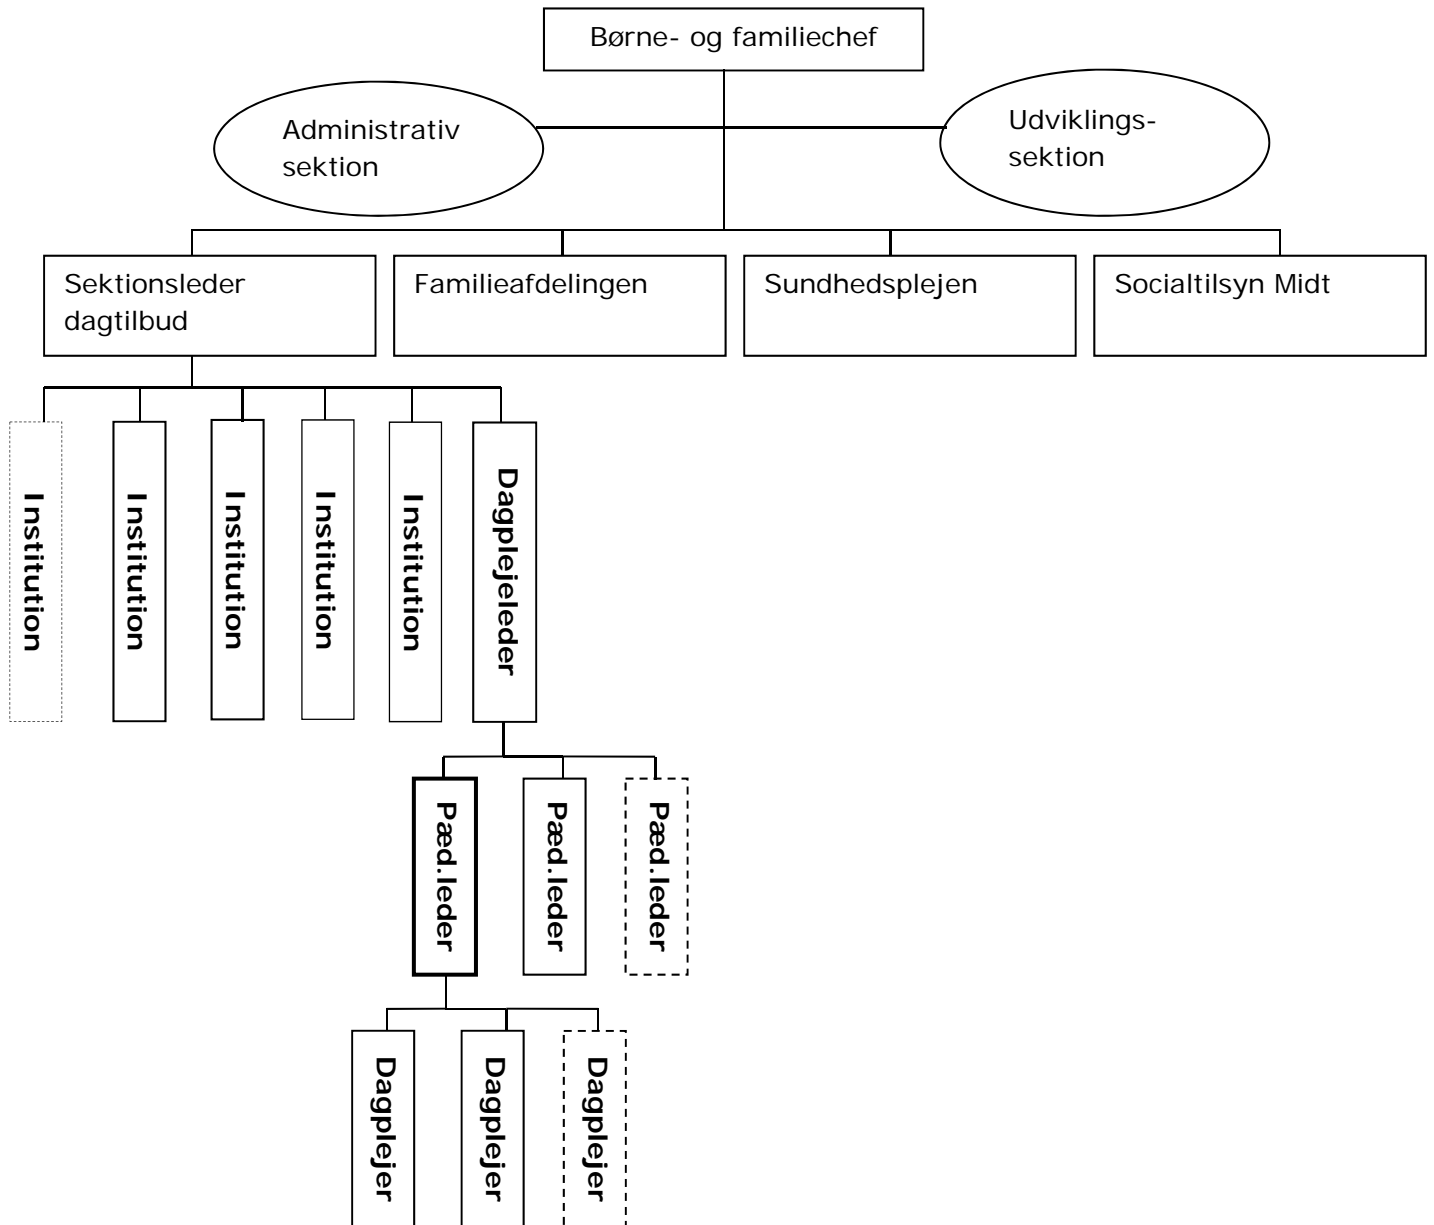 Børne- og familiechef
Administrativ
sektion
Udviklings-
sektion
Sektionsleder
dagtilbud
Familieafdelingen
Sundhedsplejen
Socialtilsyn Midt
Institution
Institution
Institution
Institution
Institution
Dagplejeleder
Pæd.leder
Pæd.leder
Pæd.leder
Dagplejer
Dagplejer
Dagplejer